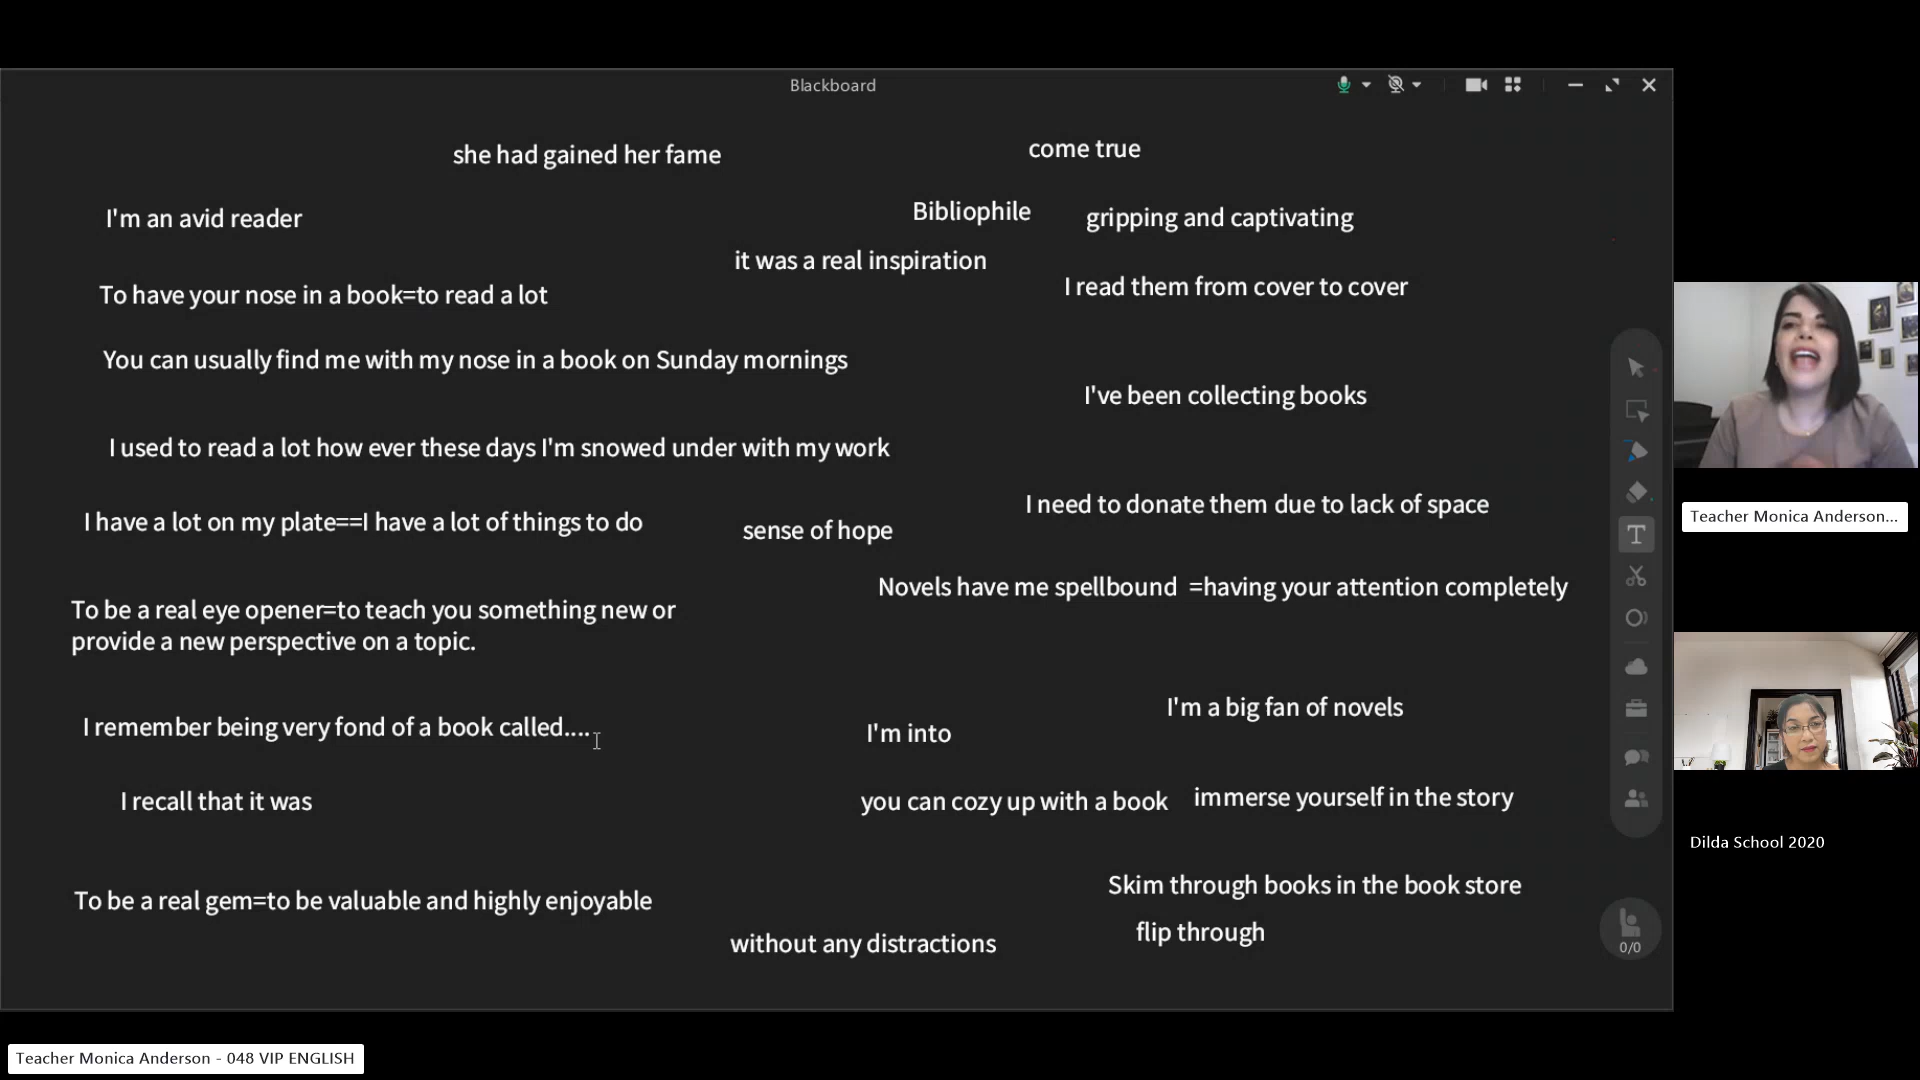 Blackboard
she had gained her fame
come true
I'm an avid reader
Bibliophile
gripping and captivating
it was a real inspiration
To have your nose in a book=to read a lot
I read them from cover to cover
You can usually find me with my nose in a book on Sunday mornings
I've been collecting books
I used to read a lot how ever these days I'm snowed under with my work
I need to donate them due to lack of space
I have a lot on my plate==I have a lot of things to do
sense of hope
Teacher Monica Anderson...
Novels have me spellbound =having your attention completely
To be a real eye opener=to teach you something new or
provide a new perspective on a topic.
I'm a big fan of novels
I remember being very fond of a book called....
I'm into
I recall that it was
you can cozy up with a book
immerse yourself in the story
Dilda School 2020
To be a real gem=to be valuable and highly enjoyable
Skim through books in the book store
flip through
without any distractions
0/0
Teacher Monica Anderson - 048 VIP ENGLISH